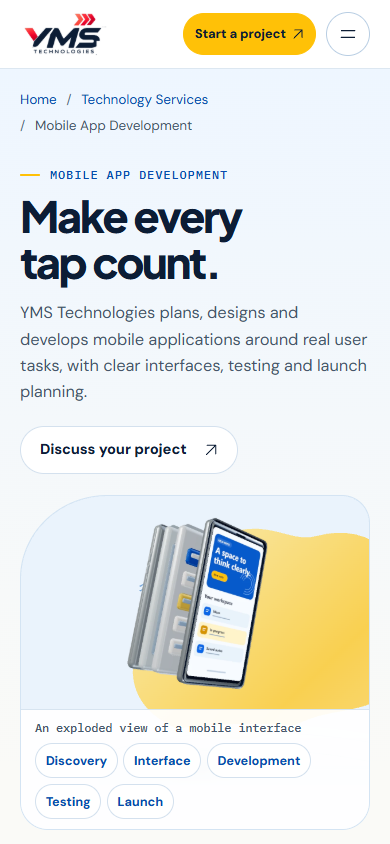 YMS
TECHNOLOGIES
Start a project
Home / Technology Services
/ Mobile App Development
MOBILE APP DEVELOPMENT
Make every
tap count.
YMS Technologies plans, designs and
develops mobile applications around real user
tasks, with clear interfaces, testing and launch
planning.
Discuss your project
A space to
think clearly.
Your workspace
An exploded view of a mobile interface
Discovery Interface Development
Testing Launch